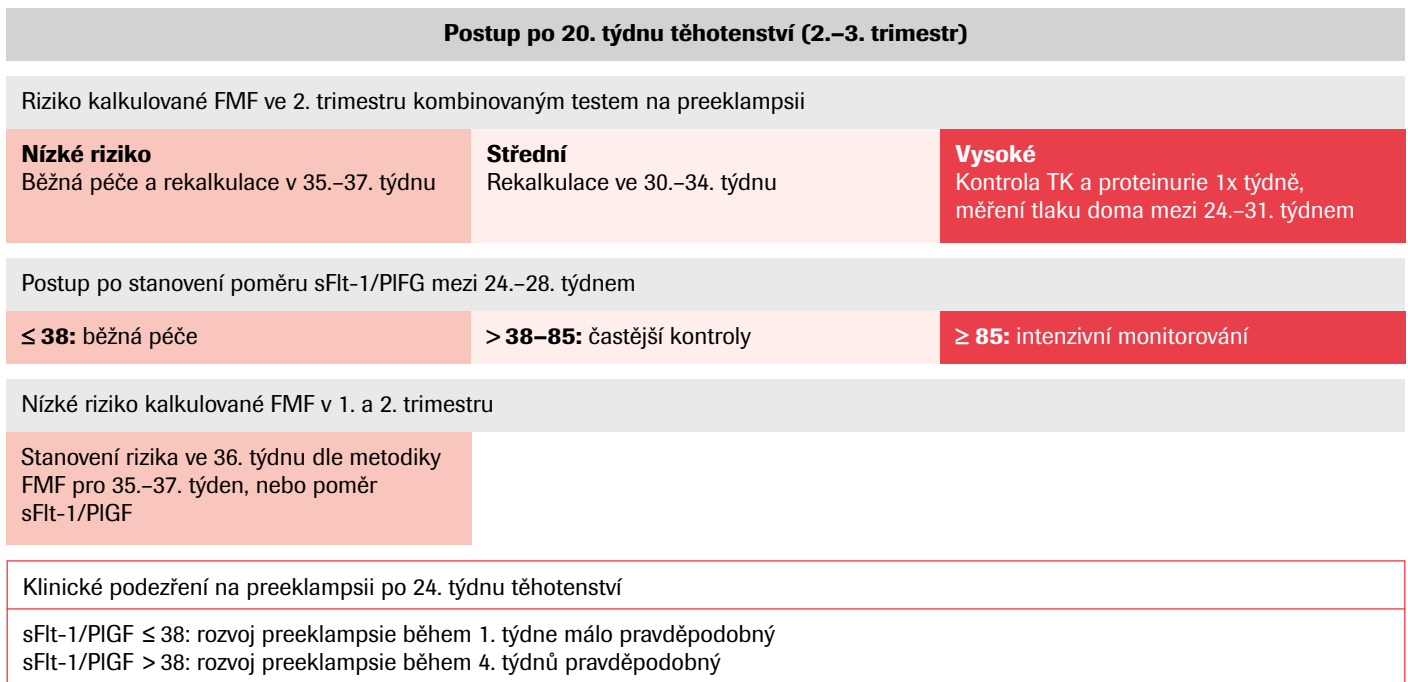 Postup po 20. týdnu těhotenství (2.–3. trimestr)
Riziko kalkulované FMF ve 2. trimestru kombinovaným testem na preeklampsii
Nízké riziko
Běžná péče a rekalkulace v 35.–37. týdnu
Střední
Rekalkulace ve 30.–34. týdnu
Vysoké
Kontrola TK a proteinurie 1x týdně,
měření tlaku doma mezi 24.–31. týdnem
Postup po stanovení poměru sFlt-1/PlFG mezi 24.–28. týdnem
≤ 38: běžná péče
> 38–85: častější kontroly
≥ 85: intenzivní monitorování
Nízké riziko kalkulované FMF v 1. a 2. trimestru
Stanovení rizika ve 36. týdnu dle metodiky
FMF pro 35.–37. týden, nebo poměr
sFlt-1/PlGF
Klinické podezření na preeklampsii po 24. týdnu těhotenství
sFlt-1/PlGF ≤ 38: rozvoj preeklampsie během 1. týdne málo pravděpodobný
sFlt-1/PlGF > 38: rozvoj preeklampsie během 4. týdnů pravděpodobný